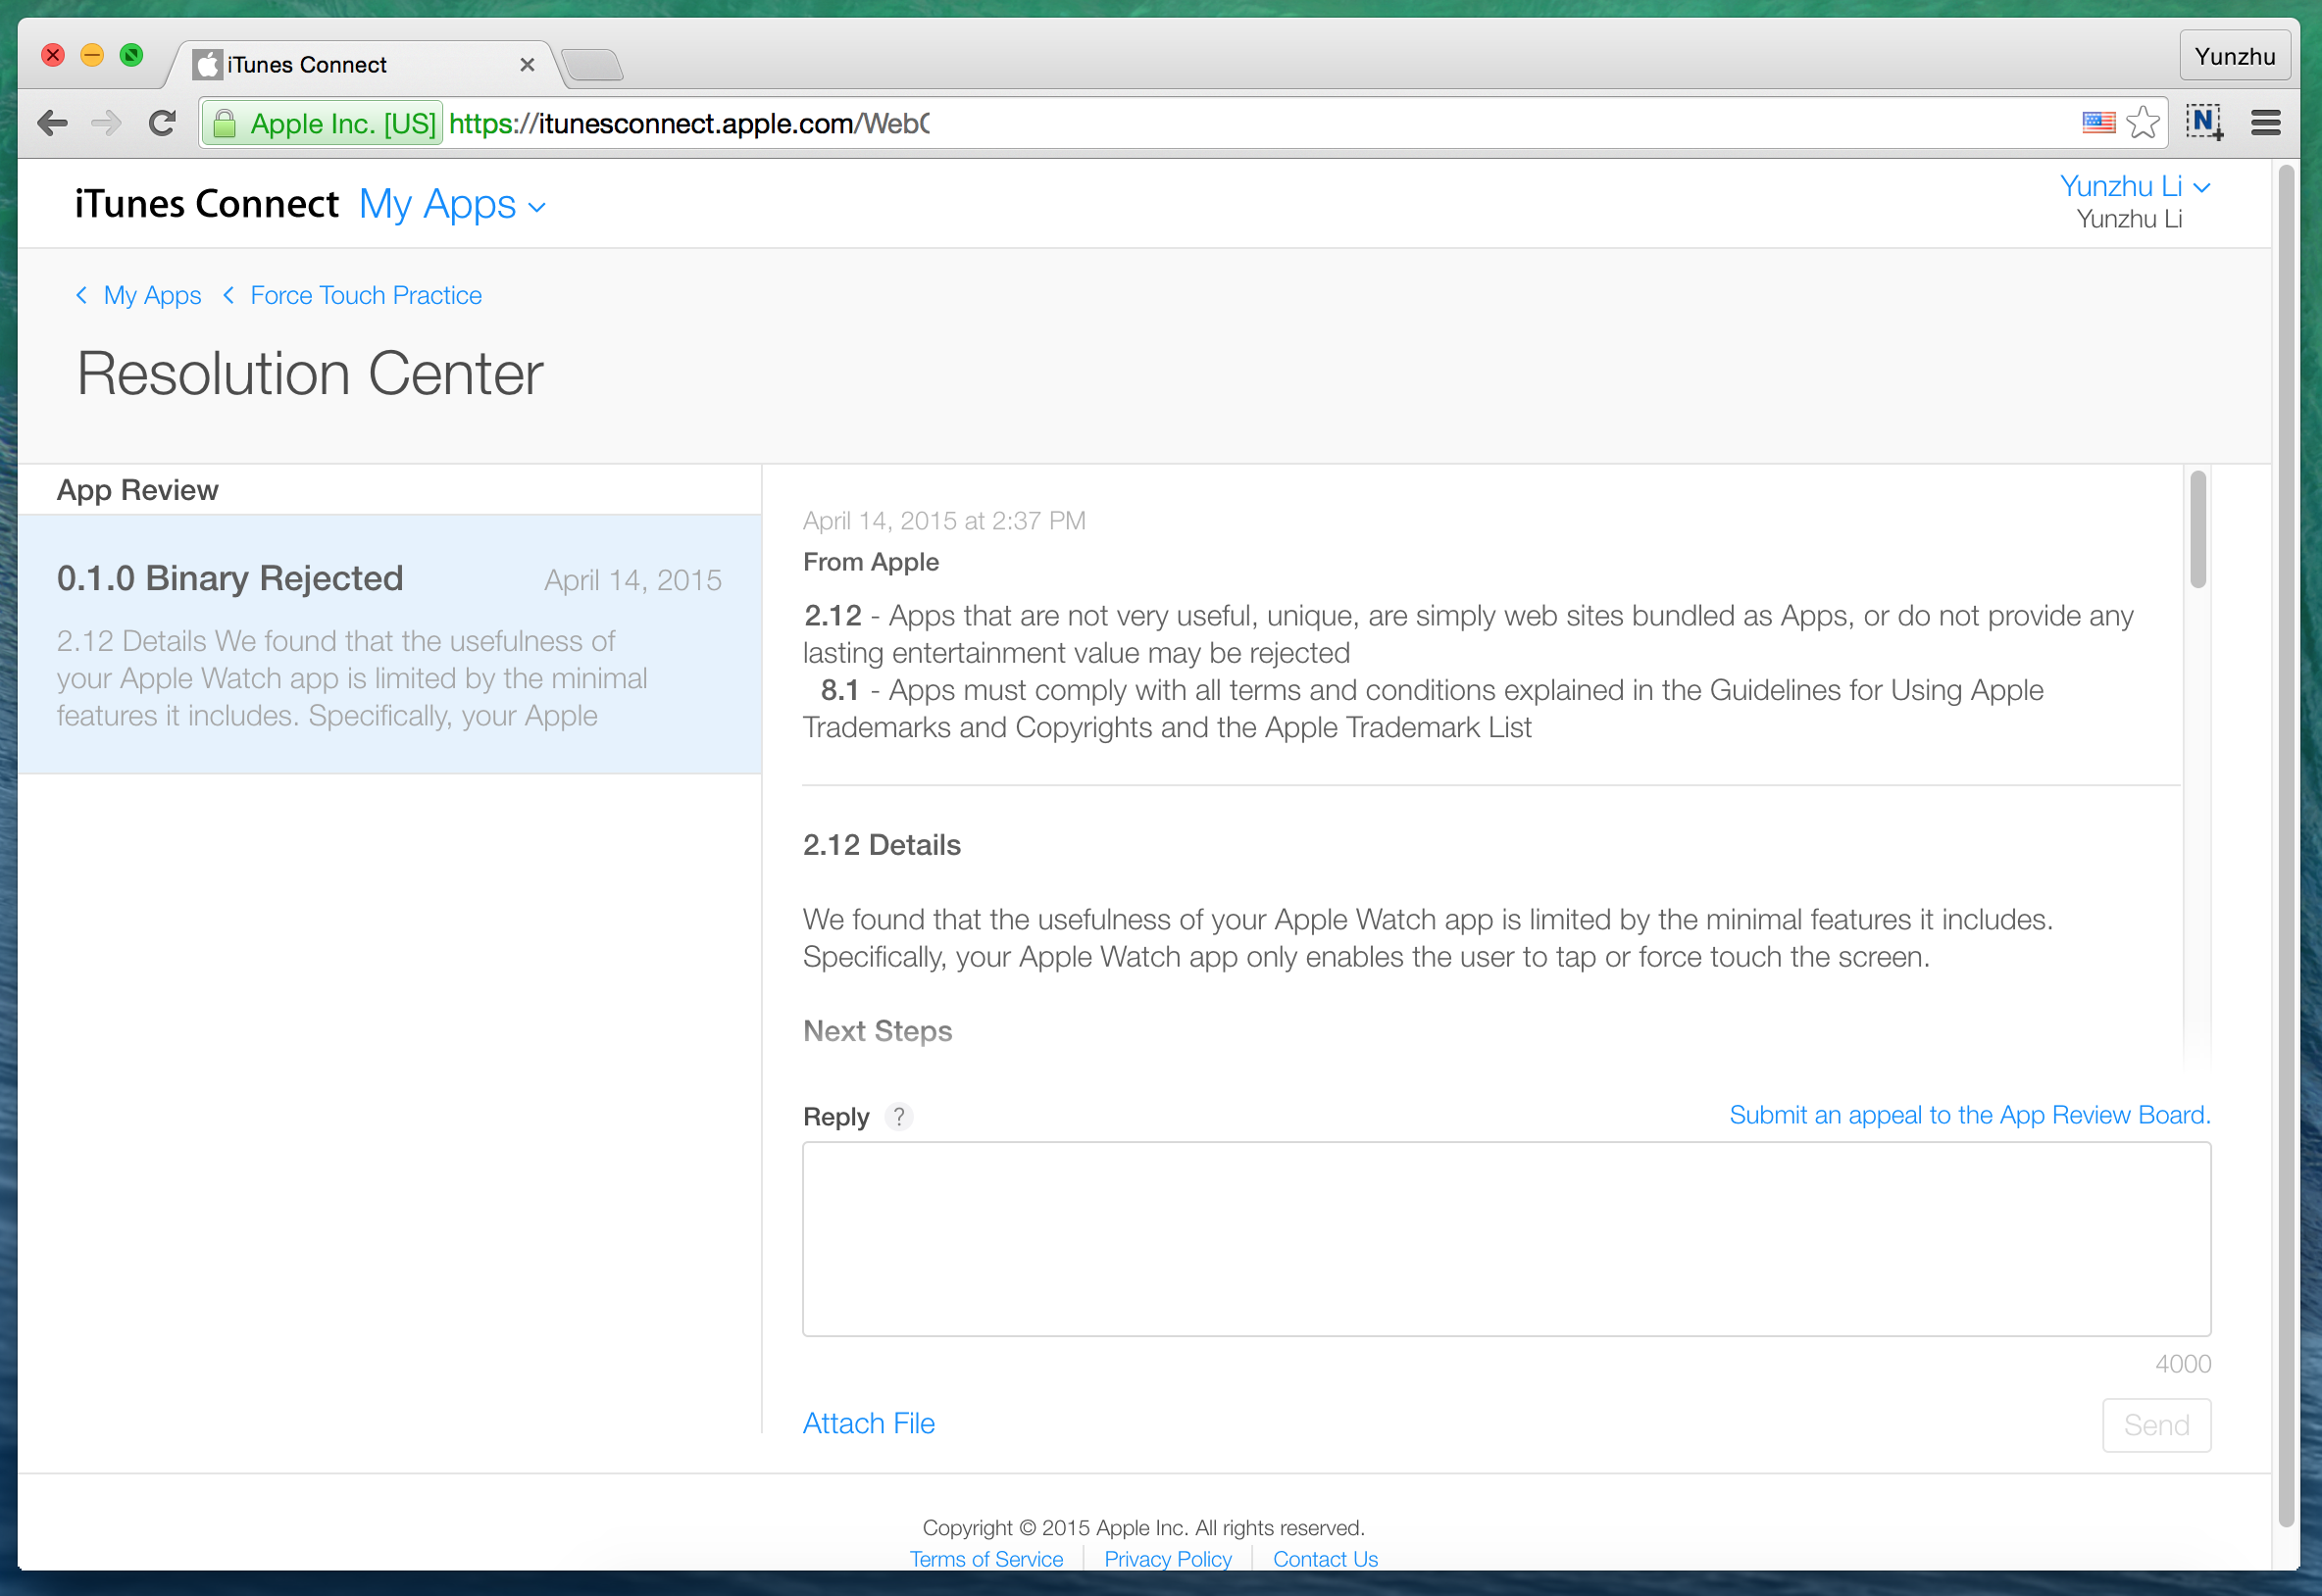 iTunes Connect
Yunzhu
Apple Inc. [US] https://itunesconnect.apple.com/WebC
N
iTunes Connect My Apps
Yunzhu Li
Yunzhu Li
My Apps Force Touch Practice
Resolution Center
App Review
0.1.0 Binary Rejected April 14, 2015
2.12 Details We found that the usefulness of
your Apple Watch app is limited by the minimal
features it includes. Specifically, your Apple
April 14, 2015 at 2:37 PM
From Apple
2.12 - Apps that are not very useful, unique, are simply web sites bundled as Apps, or do not provide any
lasting entertainment value may be rejected
8.1 - Apps must comply with all terms and conditions explained in the Guidelines for Using Apple
Trademarks and Copyrights and the Apple Trademark List
2.12 Details
We found that the usefulness of your Apple Watch app is limited by the minimal features it includes.
Specifically, your Apple Watch app only enables the user to tap or force touch the screen.
Next Steps
Reply ?
Submit an appeal to the App Review Board.
4000
Attach File
Send
Copyright © 2015 Apple Inc. All rights reserved.
Terms of Service Privacy Policy Contact Us